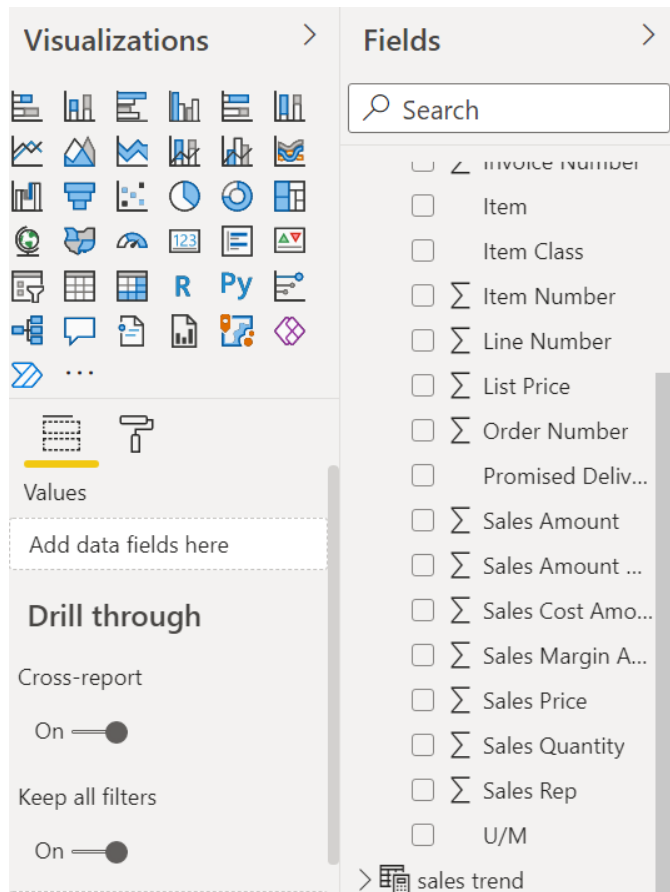 Visualizations
123
R
Py
...
Values
Add data fields here
Drill through
Cross-report
On
Keep all filters
On
Fields
Search
Σ Invoice Number
Item
Item Class
Σ Item Number
Σ Line Number
Σ List Price
Σ Order Number
Promised Deliv...
Σ Sales Amount
Σ Sales Amount ...
Σ Sales Cost Amo...
Σ Sales Margin A...
Σ Sales Price
Σ Sales Quantity
Σ Sales Rep
U/M
sales trend